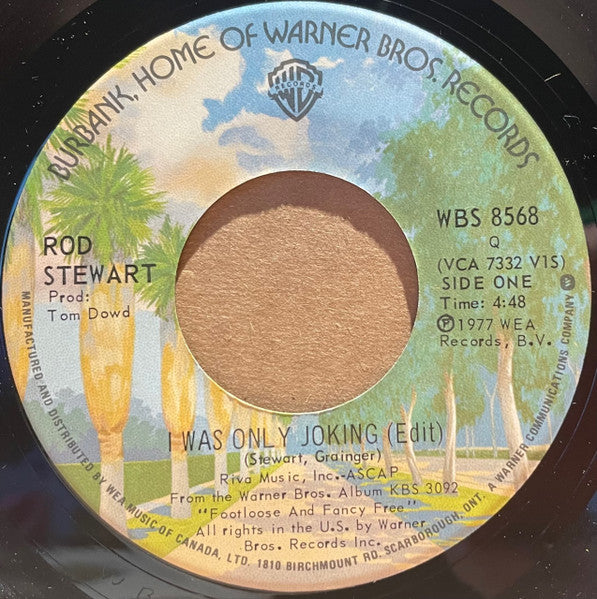 BURBANK, HOME OF WARNER BROS. RECORDS
WB
RECORDS
ROD
STEWART
Prod:
Tom Dowd
WBS 8568
Q
(VCA 7332 V1S)
SIDE ONE
Time: 4:48
Ⓟ1977 WEA
Records, B.V.
I WAS ONLY JOKING (Edit)
(Stewart, Grainger)
Riva Music, Inc.-ASCAP
From the Warner Bros. Album KBS 3092
"Footloose And Fancy Free"
All rights in the U.S. by Warner
Bros. Records Inc.
MANUFACTURED AND DISTRIBUTED BY WEA MUSIC OF CANADA, LTD. 1810 BIRCHMOUNT RD. SCARBOROUGH, ONT. A WARNER COMMUNICATIONS COMPANY